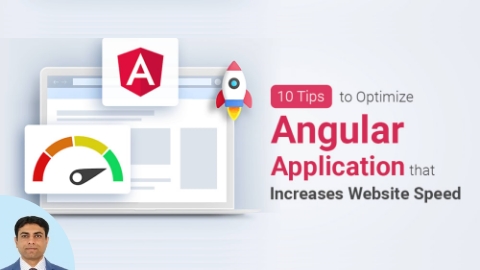 A
10 Tips to Optimize
Angular
Application that
Increases Website Speed